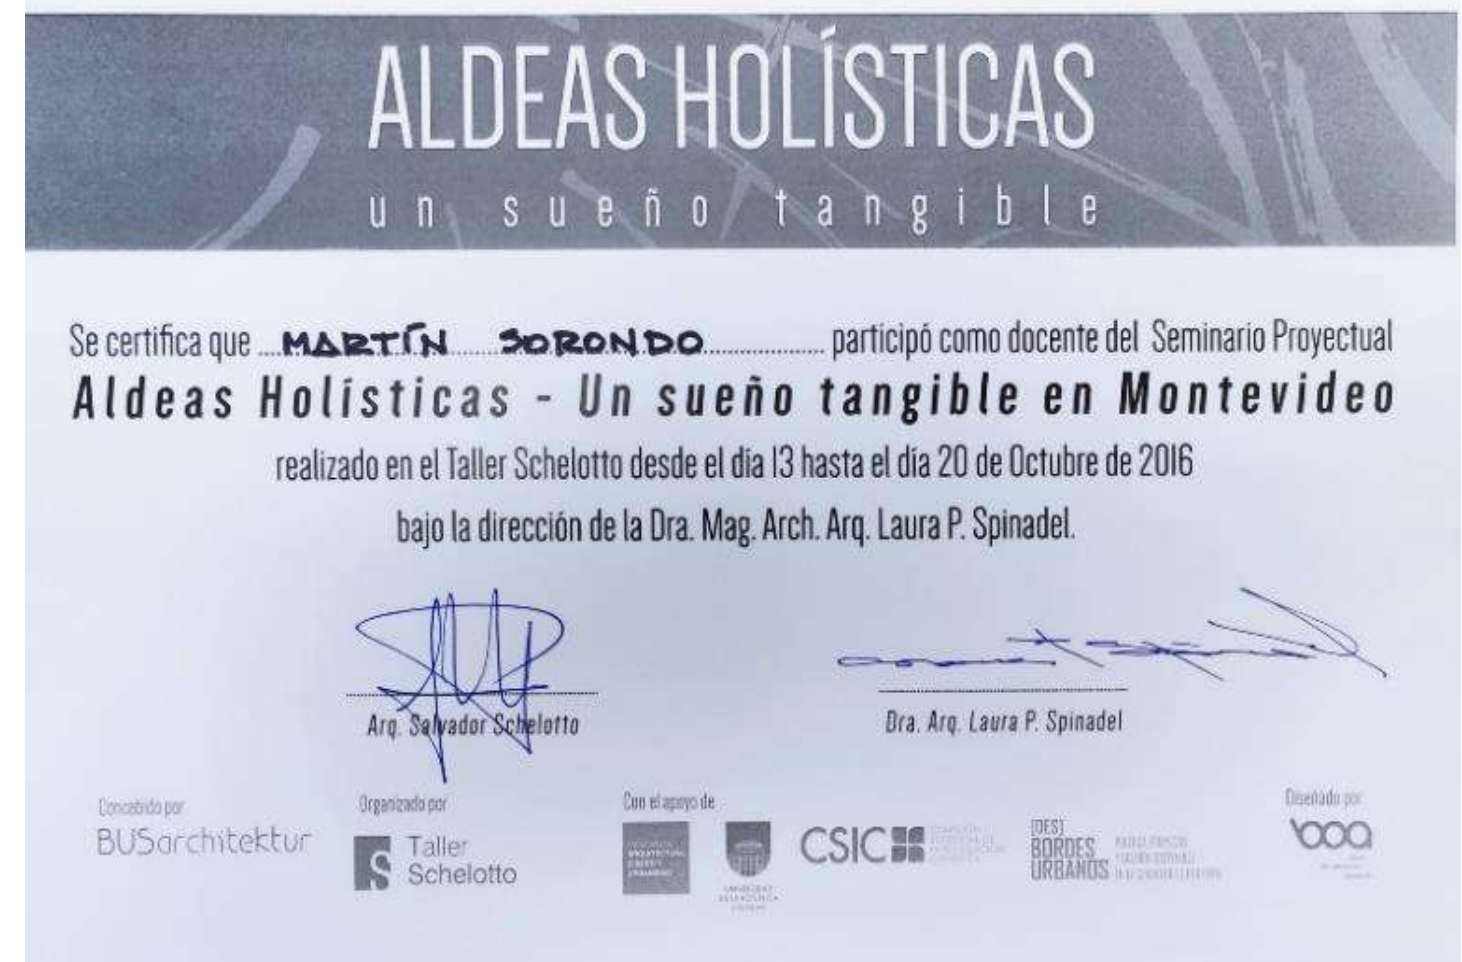 ALDEAS HOLÍSTICAS
un sueño tangible
Se certifica que MARTÍN SORONDO participó como docente del Seminario Proyectual
Aldeas Holísticas - Un sueño tangible en Montevideo
realizado en el Taller Schelotto desde el día 13 hasta el día 20 de Octubre de 2016
bajo la dirección de la Dra. Mag. Arch. Arq. Laura P. Spinadel.
Arq. Salvador Schelotto
Dra. Arq. Laura P. Spinadel
Concebido por
BUSarchitektur
Organizado por
Taller
Schelotto
Con el apoyo de
CSIC
[DES]
BORDES
URBANOS
Diseñado por
boa